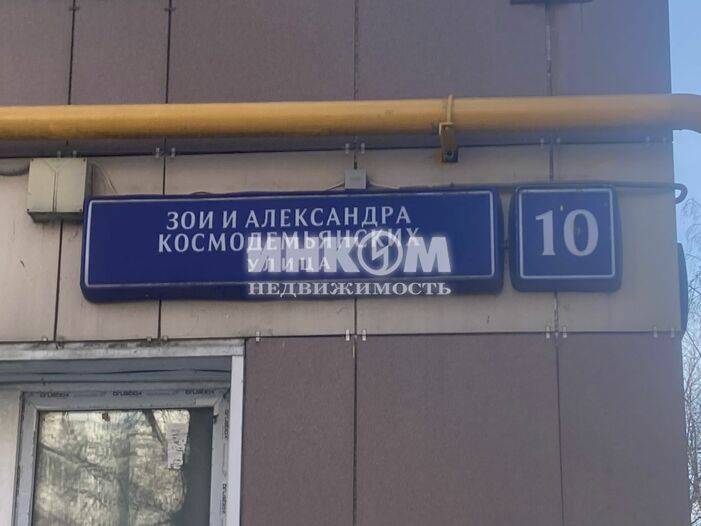 ЗОИ И АЛЕКСАНДРА
КОСМОДЕМЬЯНСКИХ
УЛИЦА
10
ИНКОМ
НЕДВИЖИМОСТЬ